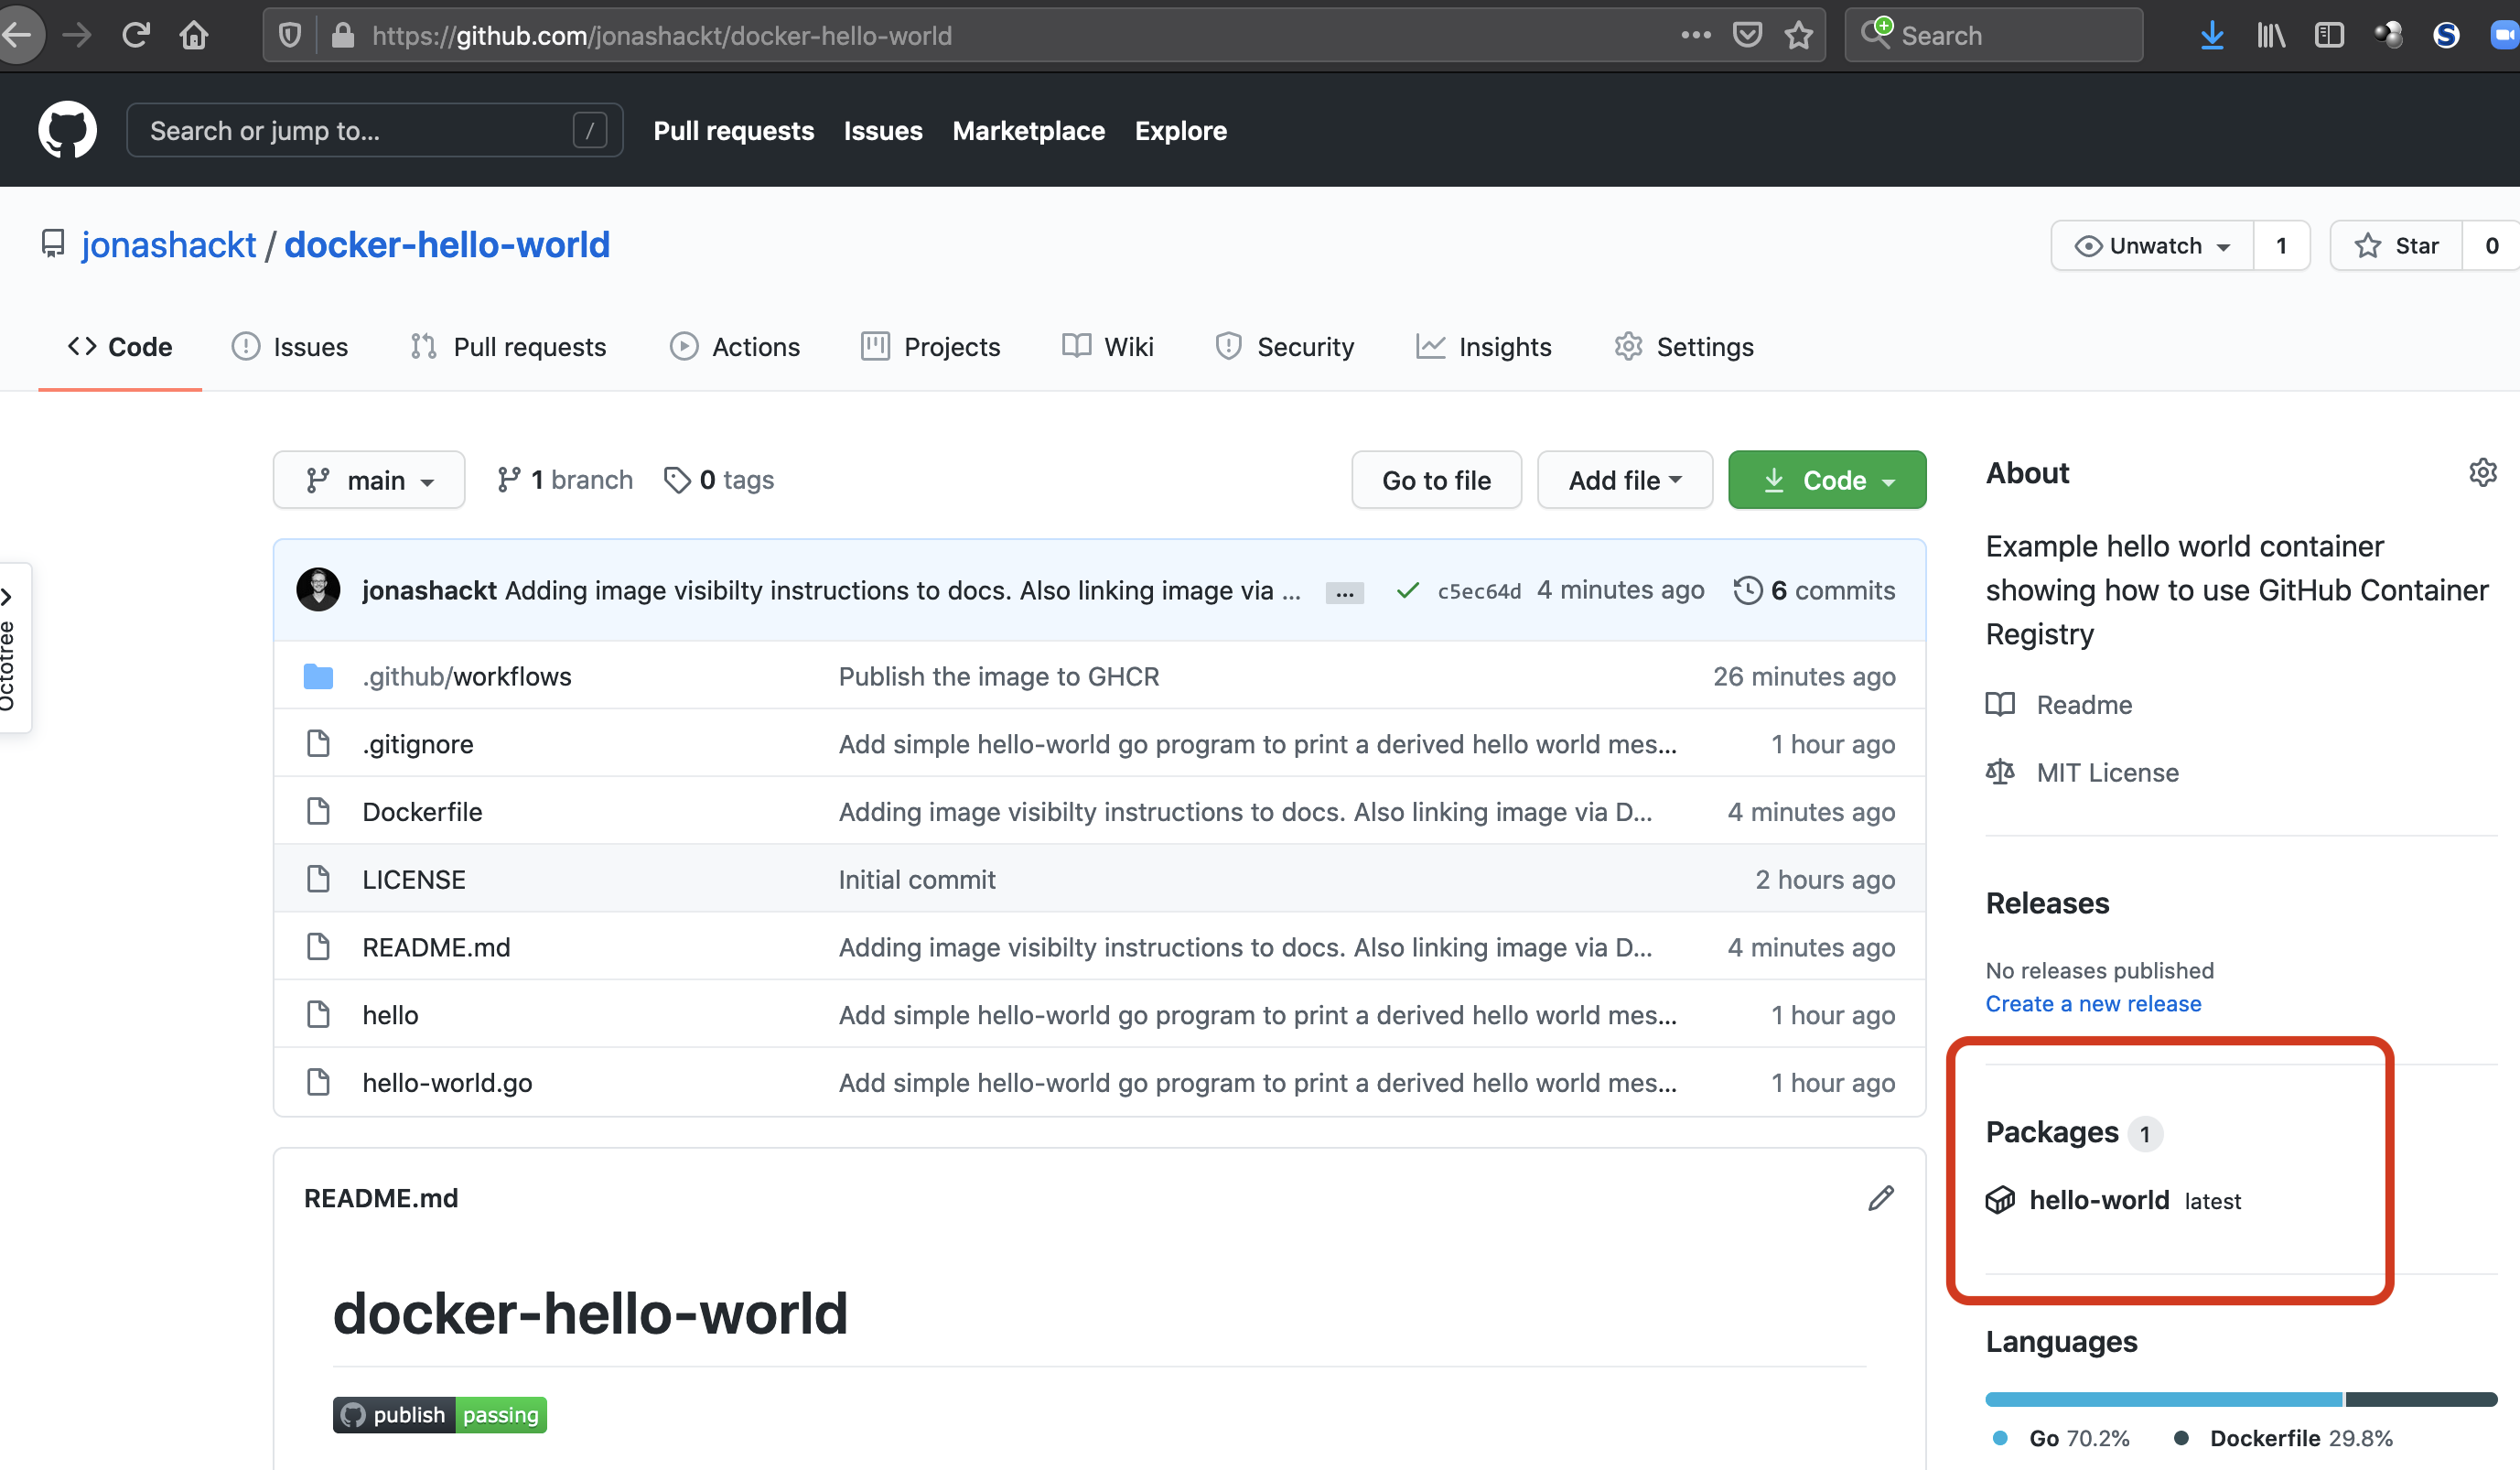 https://github.com/jonashackt/docker-hello-world
Search
Search or jump to...
/
Pull requests
Issues
Marketplace
Explore
jonashackt / docker-hello-world
Unwatch
1
Star
0
Code
Issues
Pull requests
Actions
Projects
Wiki
Security
Insights
Settings
main
1 branch
0 tags
Go to file
Add file
Code
Octotree
jonashackt Adding image visibilty instructions to docs. Also linking image via ...
...
c5ec64d
4 minutes ago
6 commits
.github/workflows
Publish the image to GHCR
26 minutes ago
.gitignore
Add simple hello-world go program to print a derived hello world mes...
1 hour ago
Dockerfile
Adding image visibilty instructions to docs. Also linking image via D...
4 minutes ago
LICENSE
Initial commit
2 hours ago
README.md
Adding image visibilty instructions to docs. Also linking image via D...
4 minutes ago
hello
Add simple hello-world go program to print a derived hello world mes...
1 hour ago
hello-world.go
Add simple hello-world go program to print a derived hello world mes...
1 hour ago
README.md
docker-hello-world
publish passing
About
Example hello world container
showing how to use GitHub Container
Registry
Readme
MIT License
Releases
No releases published
Create a new release
Packages 1
hello-world latest
Languages
Go 70.2%
Dockerfile 29.8%